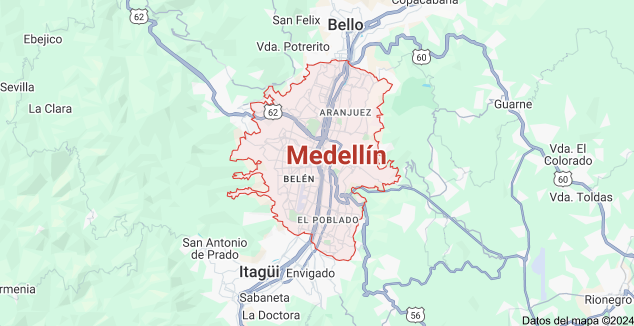 Copacabana
62
San Felix
Bello
Ebejico
Vda. Potrerito
60
Sevilla
La Clara
62
ARANJUEZ
Guarne
Medellín
Vda. El
Colorado
BELÉN
60
Vda. Toldas
EL POBLADO
San Antonio
de Prado
Itagüi
Envigado
Sabaneta
La Doctora
56
Rionegro
Datos del mapa ©2024